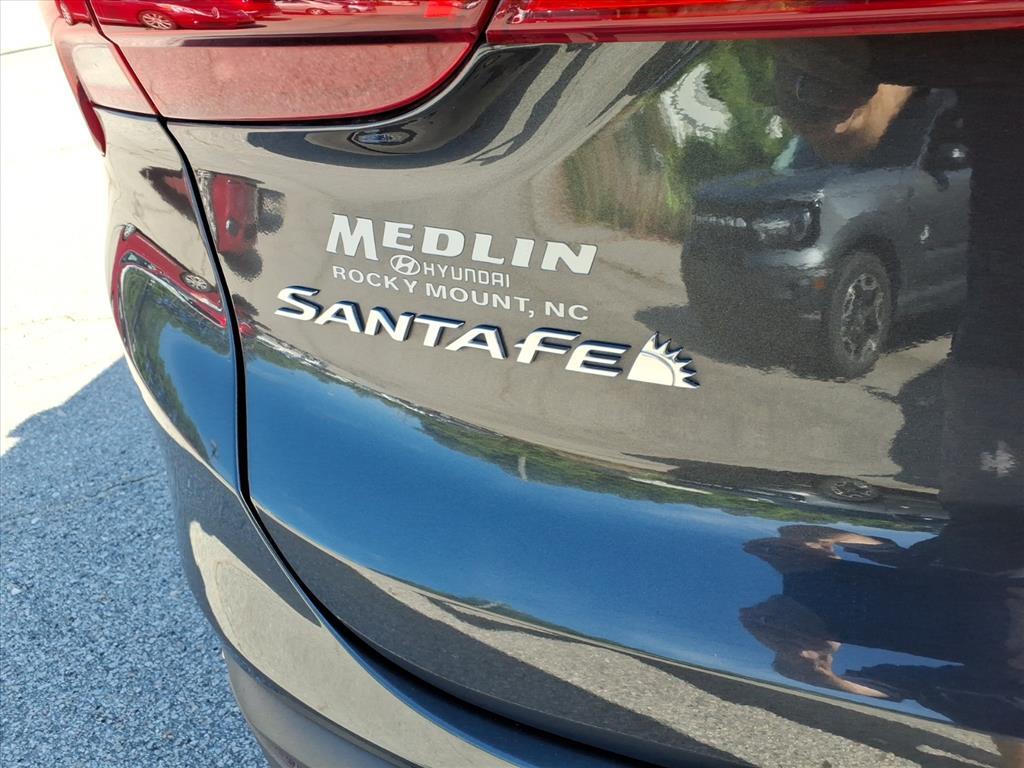 MEDLIN
HYUNDAI
ROCKY MOUNT, NC
SANTA FE